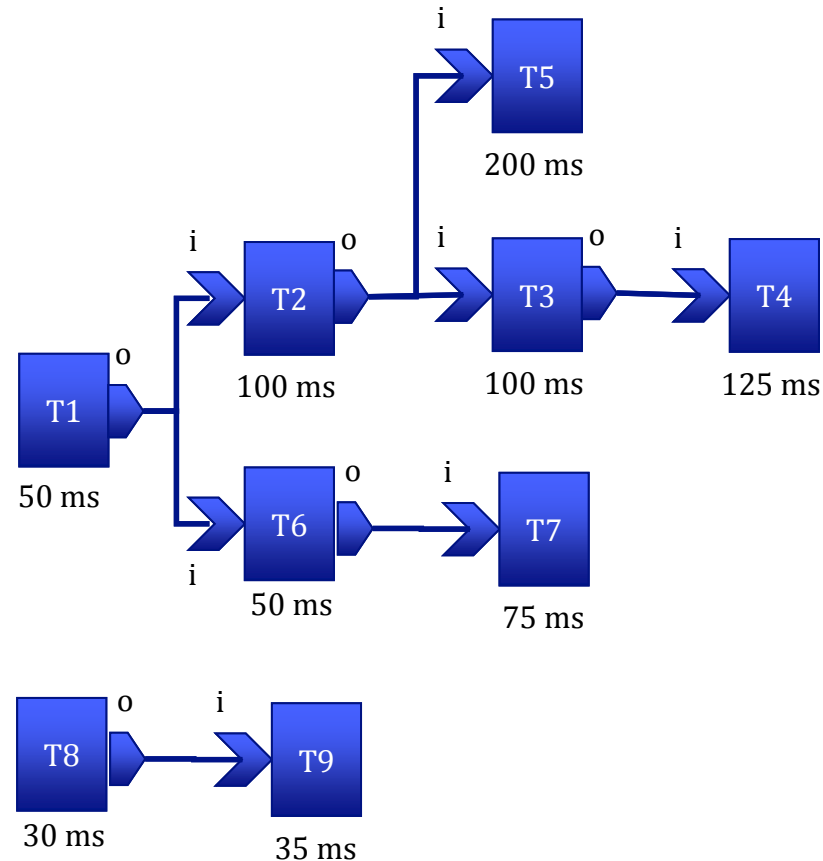 i
T5
200 ms
i
o
i
o
i
T2
T3
T4
100 ms
100 ms
125 ms
o
T1
50 ms
o
i
T6
T7
i
50 ms
75 ms
o
i
T8
T9
30 ms
35 ms